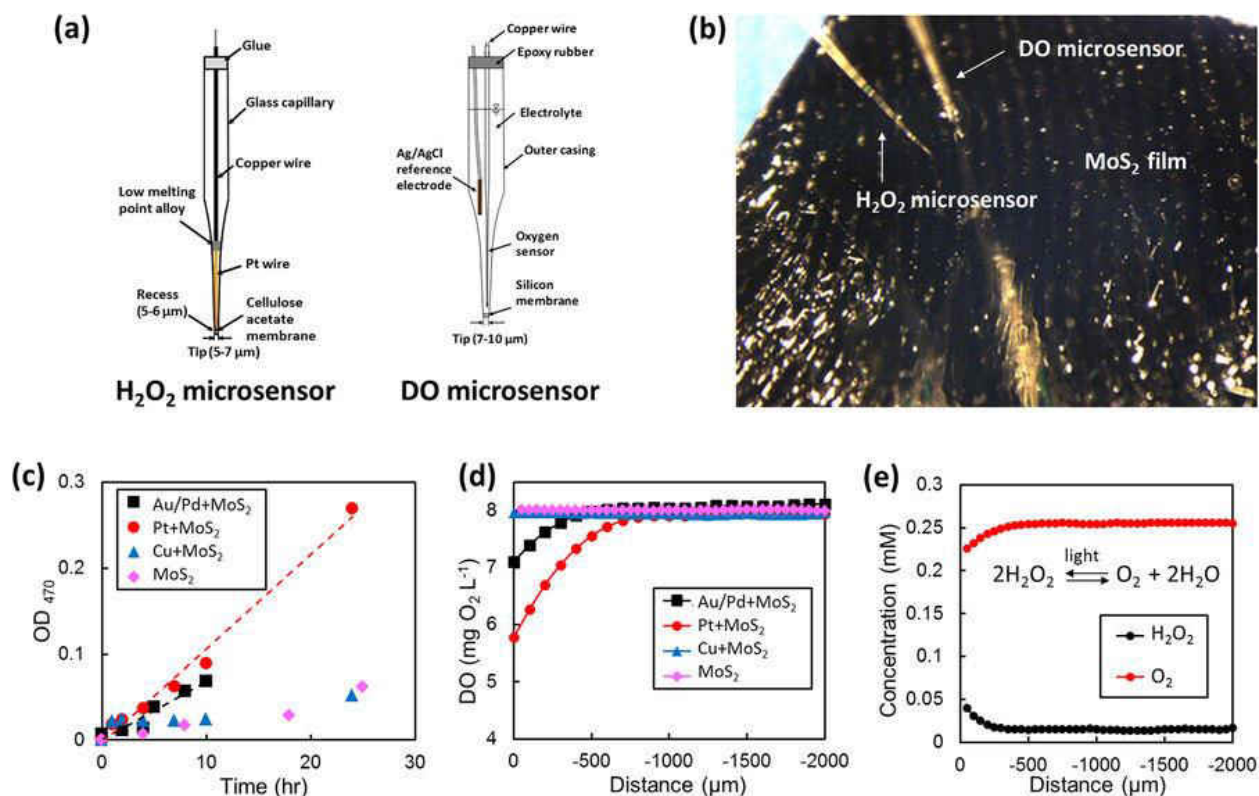 (a)
Glue
Glass capillary
Copper wire
Low melting
point alloy
Pt wire
Recess
(5-6 µm)
Cellulose
acetate
membrane
Tip (5-7 µm)
H₂O₂ microsensor
Copper wire
Epoxy rubber
Electrolyte
Outer casing
Ag/AgCl
reference
electrode
Oxygen
sensor
Silicon
membrane
Tip (7-10 µm)
DO microsensor
(b)
DO microsensor
MoS₂ film
H₂O₂ microsensor
(c)
0.3
0.2
0.1
0
OD 470
Au/Pd+MoS₂
Pt+MoS₂
Cu+MoS₂
MoS₂
0 10 20 30
Time (hr)
(d)
9
8
7
6
5
4
DO (mg O₂ L⁻¹)
Au/Pd+MoS₂
Pt+MoS₂
Cu+MoS₂
MoS₂
0 -500 -1000 -1500 -2000
Distance (µm)
(e)
0.3
0.25
0.2
0.15
0.1
0.05
0
Concentration (mM)
light
2H₂O₂ O₂ + 2H₂O
H₂O₂
O₂
0 -500 -1000 -1500 -2000
Distance (µm)